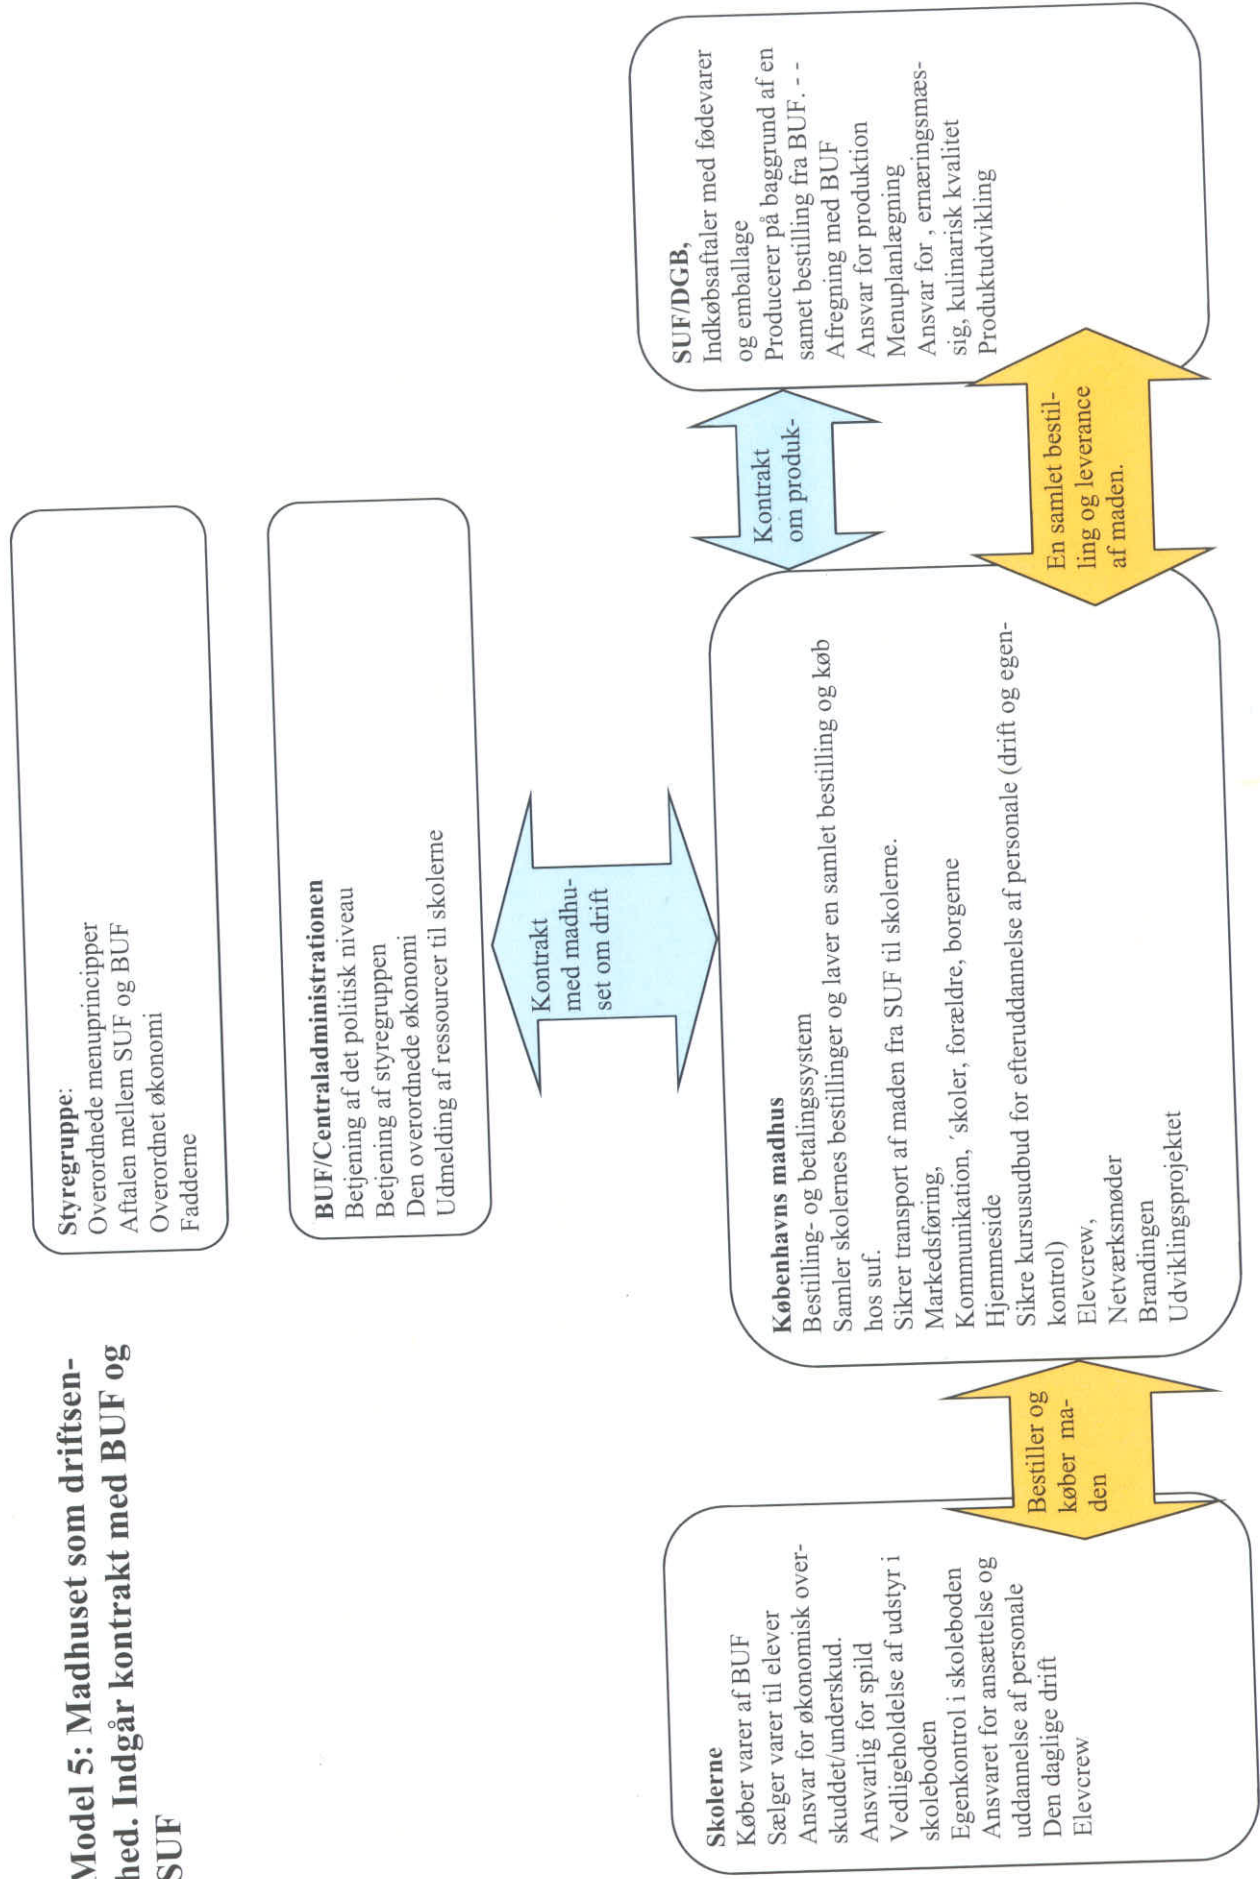 Model 5: Madhuset som driftsen-
hed. Indgår kontrakt med BUF og
SUF
Styregruppe:
Overordnede menuprincipper
Aftalen mellem SUF og BUF
Overordnet økonomi
Fadderne
BUF/Centraladministrationen
Betjening af det politisk niveau
Betjening af styregruppen
Den overordnede økonomi
Udmelding af ressourcer til skolerne
Kontrakt
med madhu-
set om drift
Skolerne
Køber varer af BUF
Sælger varer til elever
Ansvar for økonomisk over-
skuddet/underskud.
Ansvarlig for spild
Vedligeholdelse af udstyr i
skoleboden
Egenkontrol i skoleboden
Ansvaret for ansættelse og
uddannelse af personale
Den daglige drift
Elevcrew
Bestiller og
køber ma-
den
Københavns madhus
Bestilling- og betalingssystem
Samler skolernes bestillinger og laver en samlet bestilling og køb
hos suf.
Sikrer transport af maden fra SUF til skolerne.
Markedsføring,
Kommunikation, ´skoler, forældre, borgerne
Hjemmeside
Sikre kursusudbud for efteruddannelse af personale (drift og egen-
kontrol)
Elevcrew,
Netværksmøder
Brandingen
Udviklingsprojektet
Kontrakt
om produk-
En samlet bestil-
ling og leverance
af maden.
SUF/DGB,
Indkøbsaftaler med fødevarer
og emballage
Producerer på baggrund af en
samet bestilling fra BUF. - -
Afregning med BUF
Ansvar for produktion
Menuplanlægning
Ansvar for , ernæringsmæs-
sig, kulinarisk kvalitet
Produktudvikling